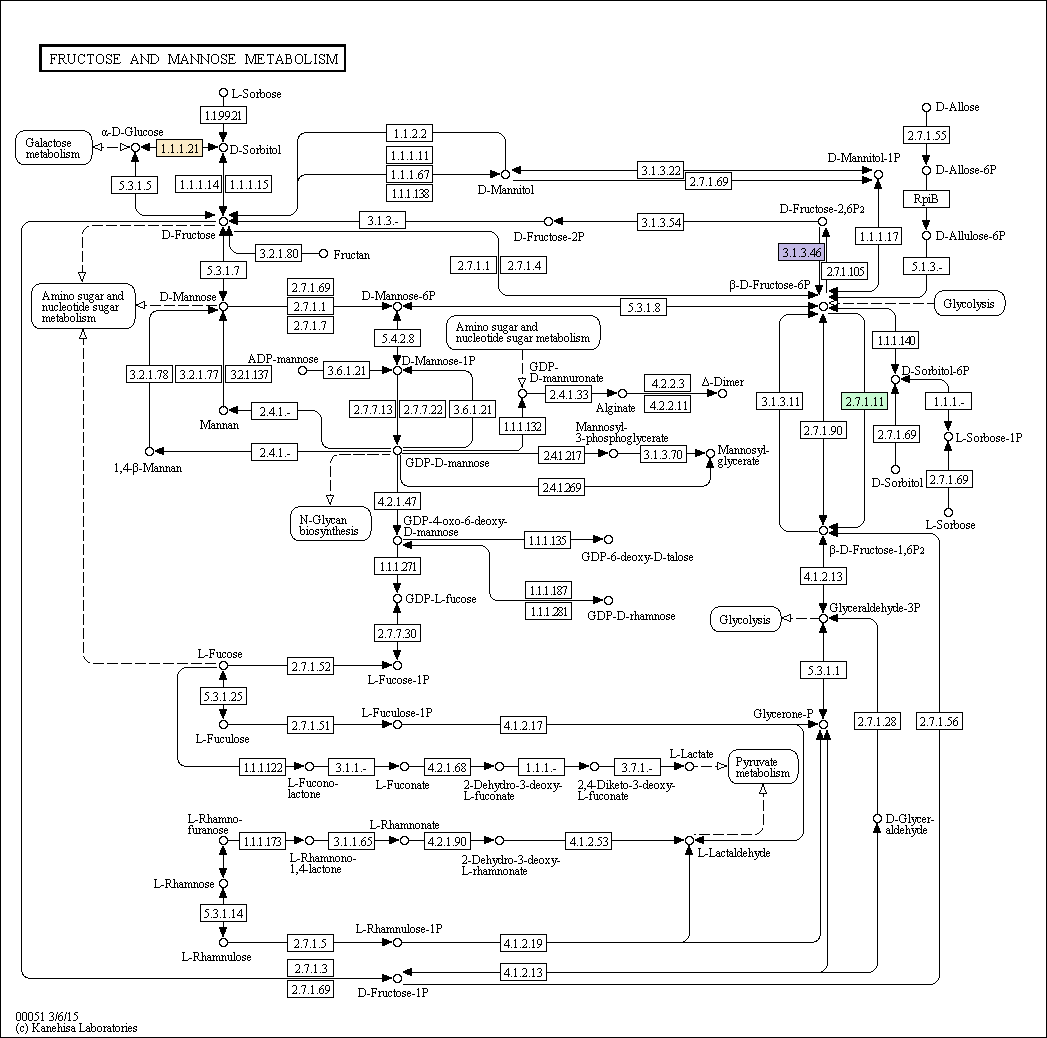 FRUCTOSE AND MANNOSE METABOLISM
L-Sorbose
1.1.99.21
α-D-Glucose
Galactose
metabolism
1.1.1.21
D-Sorbitol
5.3.1.5
1.1.1.14
1.1.1.15
1.1.2.2
1.1.1.11
1.1.1.67
1.1.1.138
D-Mannitol
3.1.3.22
2.7.1.69
D-Mannitol-1P
D-Allose
2.7.1.55
D-Allose-6P
RpiB
D-Allulose-6P
5.1.3.-
D-Fructose
3.1.3.-
D-Fructose-2P
3.1.3.54
D-Fructose-2,6P2
1.1.1.17
3.2.1.80
Fructan
2.7.1.1
2.7.1.4
3.1.3.46
2.7.1.105
5.3.1.7
β-D-Fructose-6P
Glycolysis
Amino sugar and
nucleotide sugar
metabolism
D-Mannose
2.7.1.69
2.7.1.1
2.7.1.7
D-Mannose-6P
5.3.1.8
5.4.2.8
Amino sugar and
nucleotide sugar metabolism
1.1.1.140
D-Sorbitol-6P
ADP-mannose
3.6.1.21
D-Mannose-1P
GDP-
D-mannuronate
3.2.1.78
3.2.1.77
3.2.1.137
2.4.1.33
Alginate
4.2.2.3
4.2.2.11
Δ-Dimer
3.1.3.11
2.7.1.11
1.1.1.-
Mannan
2.4.1.-
2.7.7.13
2.7.7.22
3.6.1.21
1.1.1.132
2.7.1.90
2.7.1.69
L-Sorbose-1P
1,4-β-Mannan
2.4.1.-
GDP-D-mannose
Mannosyl-
3-phosphoglycerate
2.4.1.217
3.1.3.70
Mannosyl-
glycerate
2.4.1.269
D-Sorbitol
2.7.1.69
L-Sorbose
N-Glycan
biosynthesis
4.2.1.47
GDP-4-oxo-6-deoxy-
D-mannose
1.1.1.135
GDP-6-deoxy-D-talose
β-D-Fructose-1,6P2
1.1.1.271
4.1.2.13
GDP-L-fucose
1.1.1.187
1.1.1.281
GDP-D-rhamnose
Glycolysis
Glyceraldehyde-3P
2.7.7.30
L-Fucose
2.7.1.52
L-Fucose-1P
5.3.1.1
5.3.1.25
L-Fuculose
2.7.1.51
L-Fuculose-1P
4.1.2.17
Glycerone-P
2.7.1.28
2.7.1.56
1.1.1.122
L-Fucono-
lactone
3.1.1.-
L-Fuconate
4.2.1.68
2-Dehydro-3-deoxy-
L-fuconate
1.1.1.-
2,4-Diketo-3-deoxy-
L-fuconate
3.7.1.-
L-Lactate
Pyruvate
metabolism
L-Rhamno-
furanose
1.1.1.173
L-Rhamnono-
1,4-lactone
3.1.1.65
L-Rhamnonate
4.2.1.90
2-Dehydro-3-deoxy-
L-rhamnonate
4.1.2.53
L-Lactaldehyde
D-Glycer-
aldehyde
L-Rhamnose
5.3.1.14
L-Rhamnulose
2.7.1.5
L-Rhamnulose-1P
4.1.2.19
2.7.1.3
2.7.1.69
D-Fructose-1P
4.1.2.13
00051 3/6/15
(c) Kanehisa Laboratories